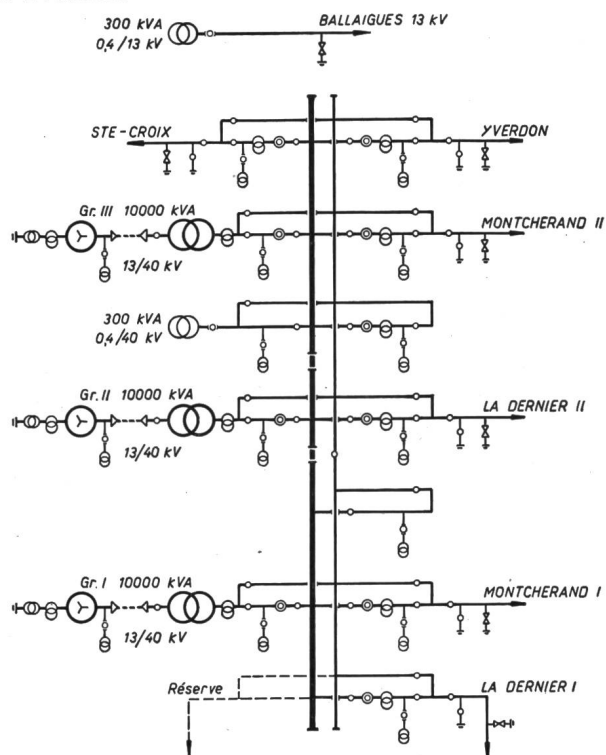 300 kVA
0,4/13 kV
BALLAIGUES 13 kV
STE-CROIX
YVERDON
Gr. III 10000 kVA
MONTCHERAND II
13/40 kV
300 kVA
0,4/40 kV
Gr. II 10000 kVA
LA DERNIER II
13/40 kV
Gr. I 10000 kVA
MONTCHERAND I
13/40 kV
Réserve
LA DERNIER I